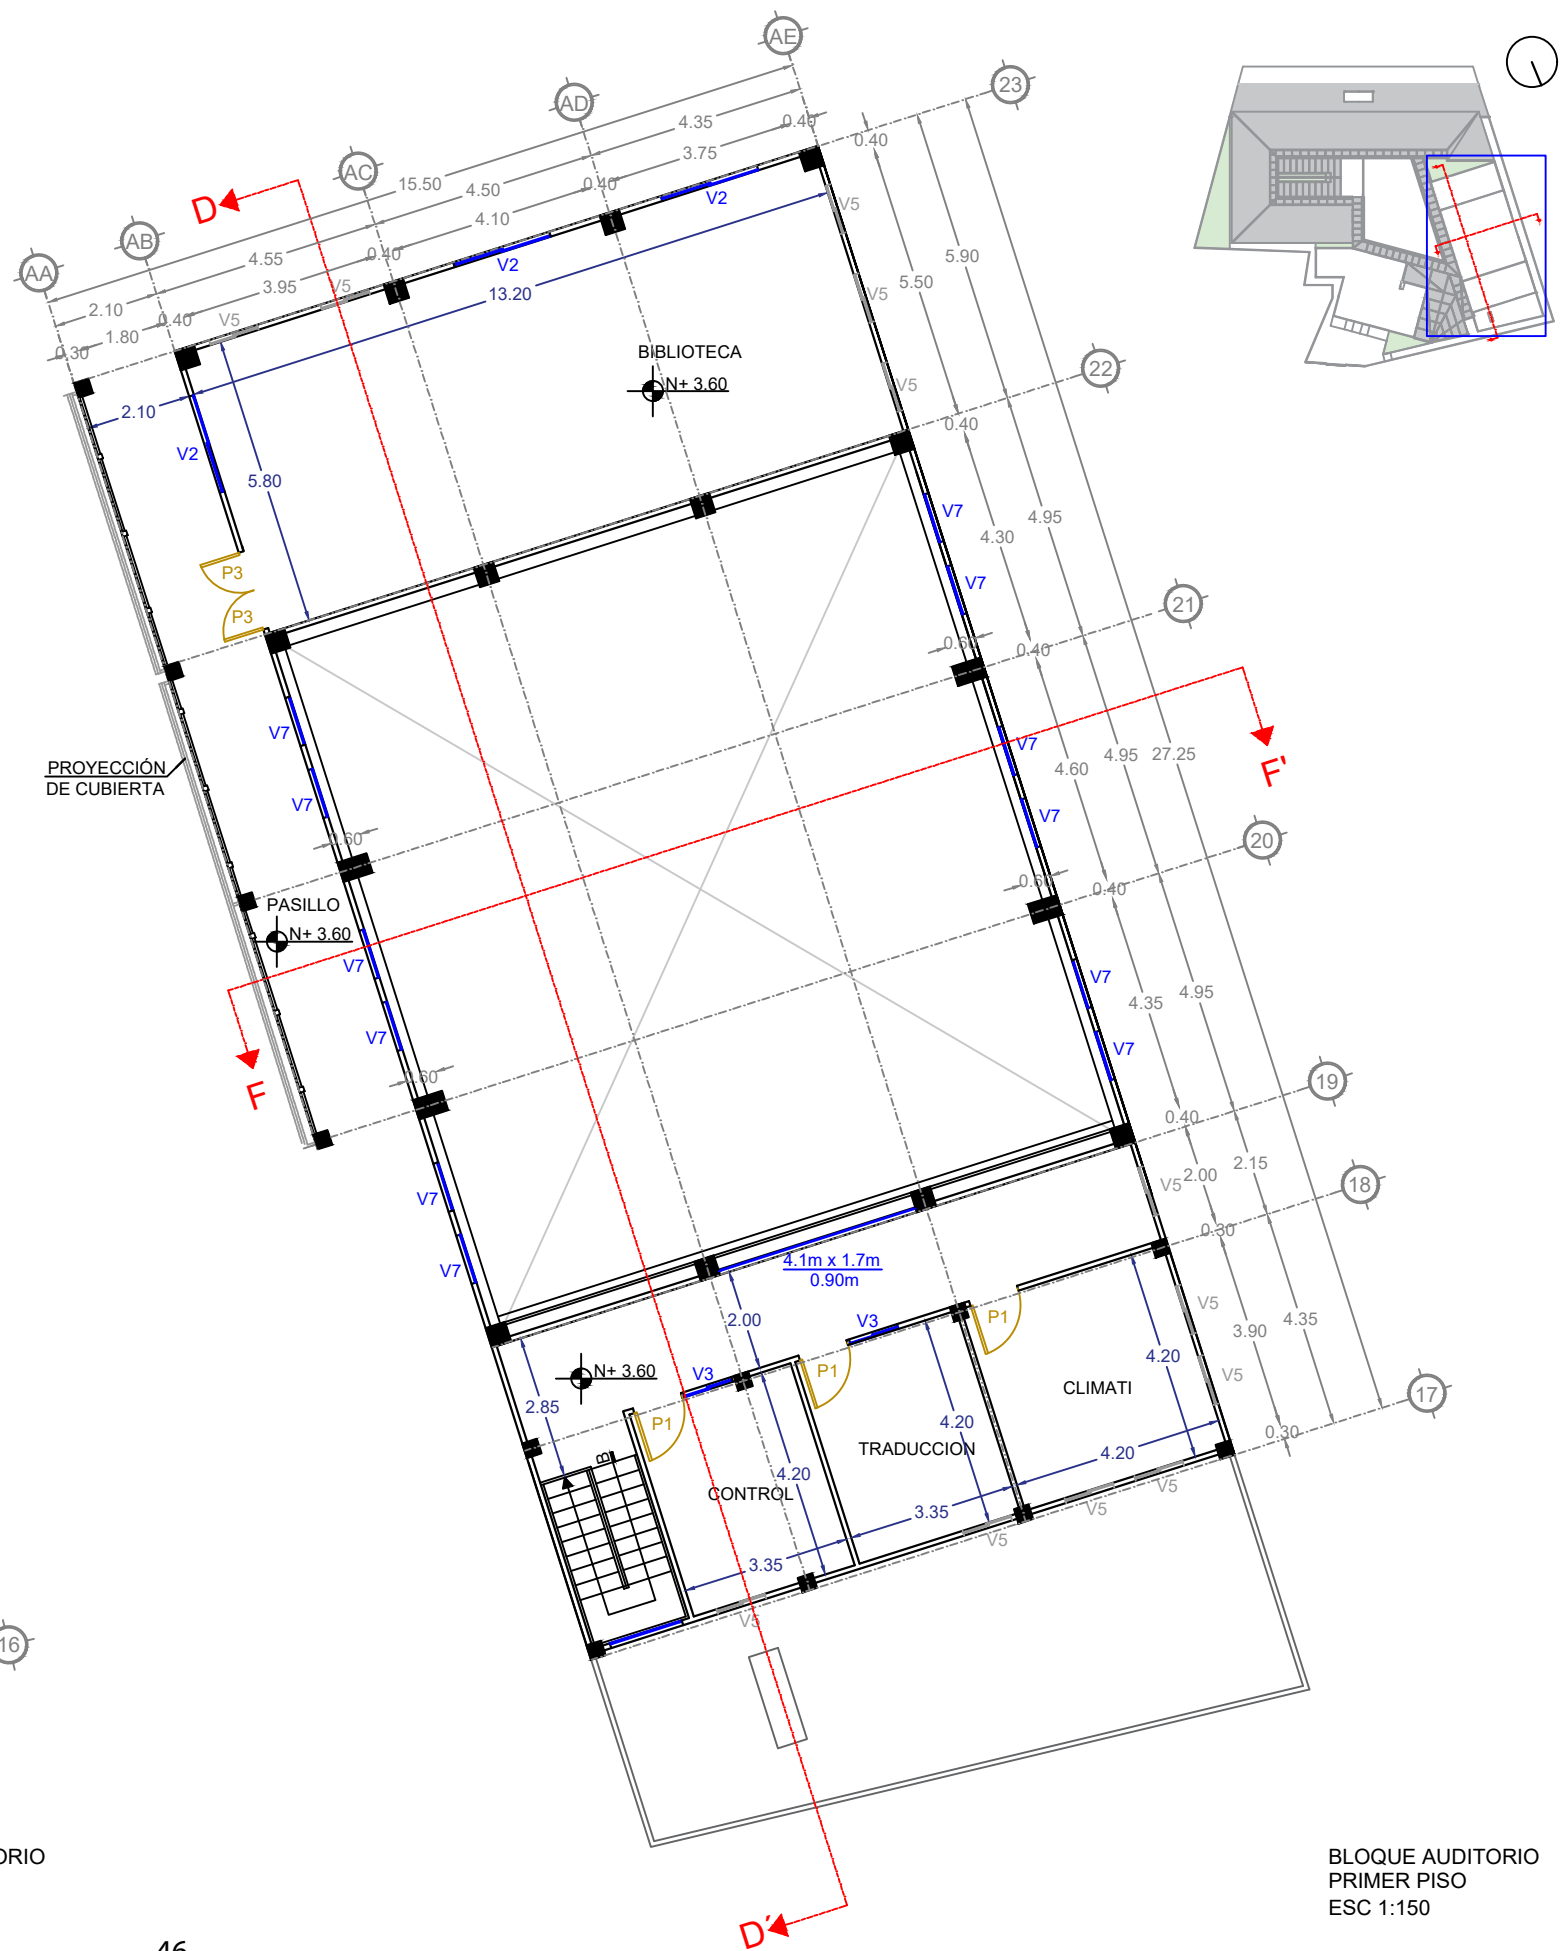 AE
AD
23
AC
AB
AA
4.35
0.40
3.75
0.40
15.50
4.50
0.40
4.10
4.55
0.40
3.95
2.10
0.40
1.80
0.30
D
V2
V2
V5
V5
13.20
V5
V5
V5
5.90
5.50
BIBLIOTECA
N+ 3.60
22
0.40
2.10
V2
5.80
P3
P3
V7
V7
4.95
4.30
21
0.60
0.40
V7
V7
V7
V7
4.95
27.25
4.60
F'
PROYECCIÓN
DE CUBIERTA
20
0.60
0.60
0.40
PASILLO
N+ 3.60
V7
V7
V7
V7
4.95
4.35
F
0.60
19
0.40
V7
V7
V5
2.00
2.15
18
0.30
4.1m x 1.7m
0.90m
2.00
V3
V3
P1
P1
P1
N+ 3.60
2.85
B
4.20
4.20
4.20
CLIMATI
TRADUCCION
CONTROL
V5
V5
3.90
4.35
17
0.30
4.20
3.35
3.35
V5
V5
V5
V5
16
D´
ORIO
BLOQUE AUDITORIO
PRIMER PISO
ESC 1:150
46